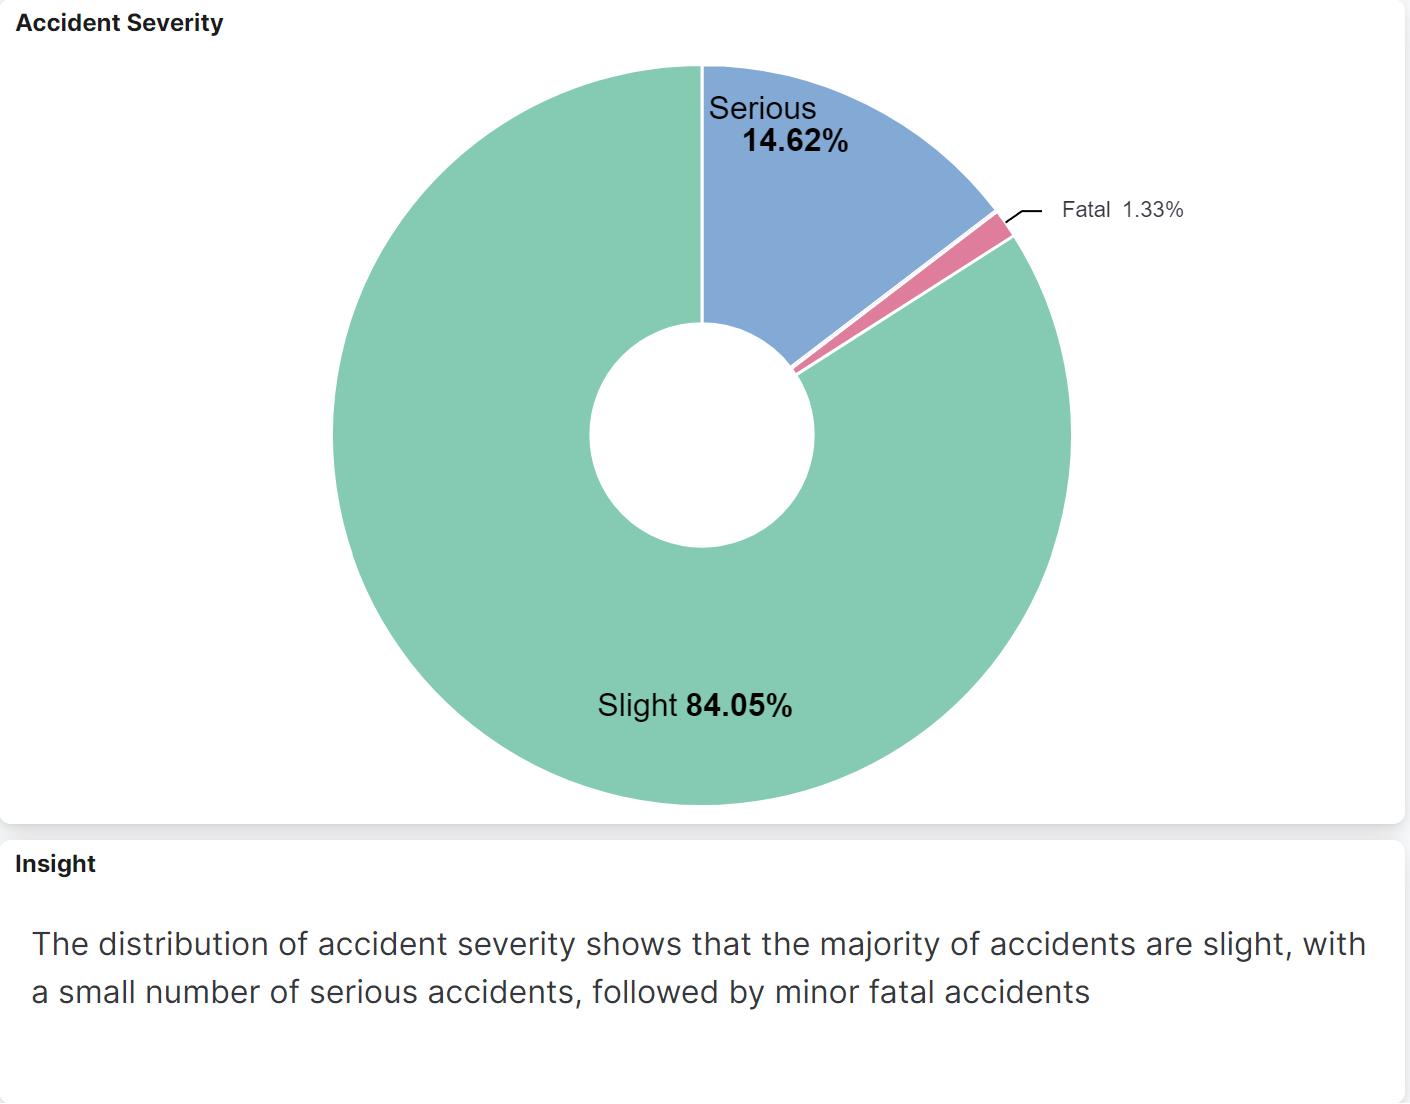 Accident Severity
Serious
14.62%
Fatal 1.33%
Slight 84.05%
Insight
The distribution of accident severity shows that the majority of accidents are slight, with
a small number of serious accidents, followed by minor fatal accidents